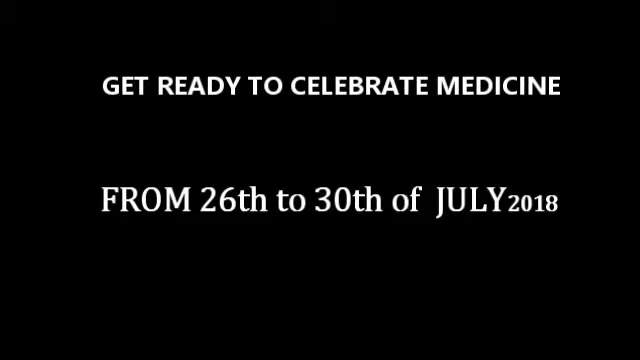 GET READY TO CELEBRATE MEDICINE
FROM 26th to 30th of JULY2018